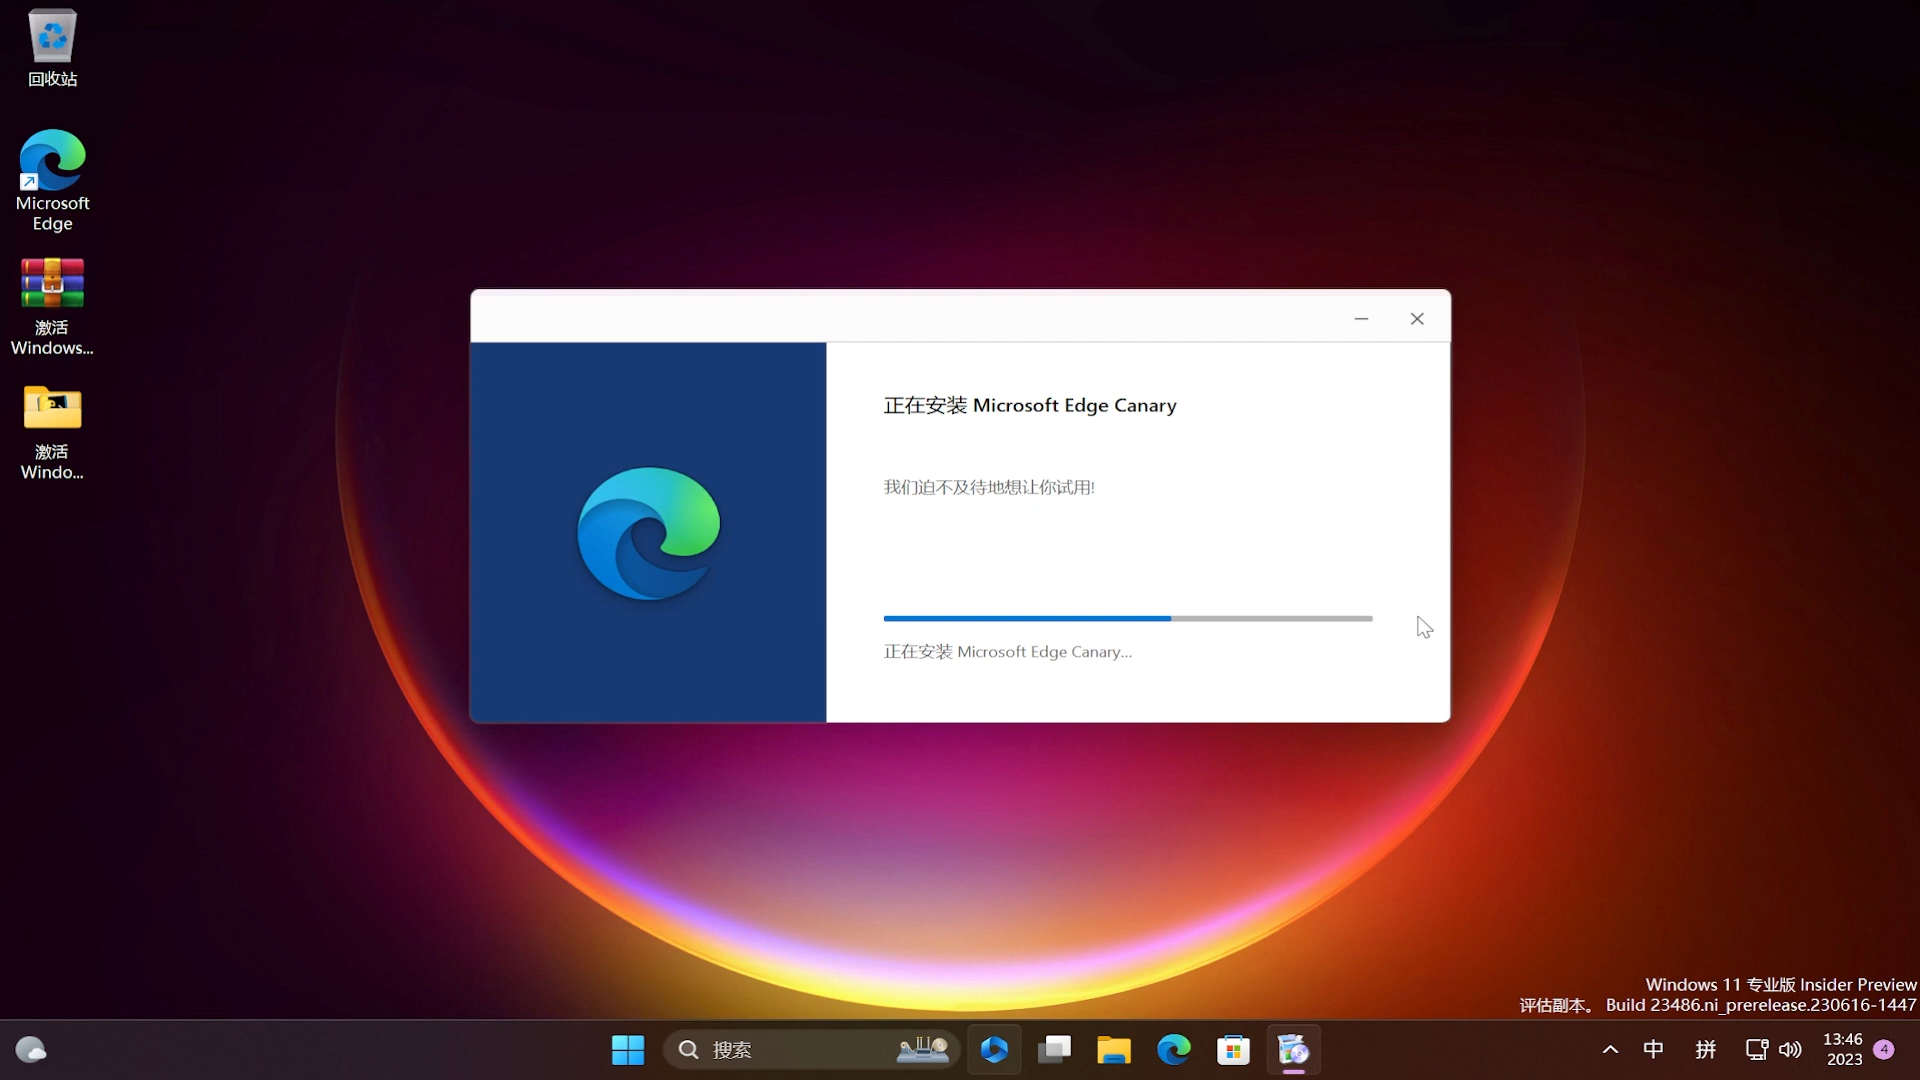 回收站
Microsoft
Edge
激活
Windows...
激活
Windo...
正在安装 Microsoft Edge Canary
我们迫不及待地想让你试用!
正在安装 Microsoft Edge Canary...
Windows 11 专业版 Insider Preview
评估副本。 Build 23486.ni_prerelease.230616-1447
搜索
中
拼
13:46
2023
4